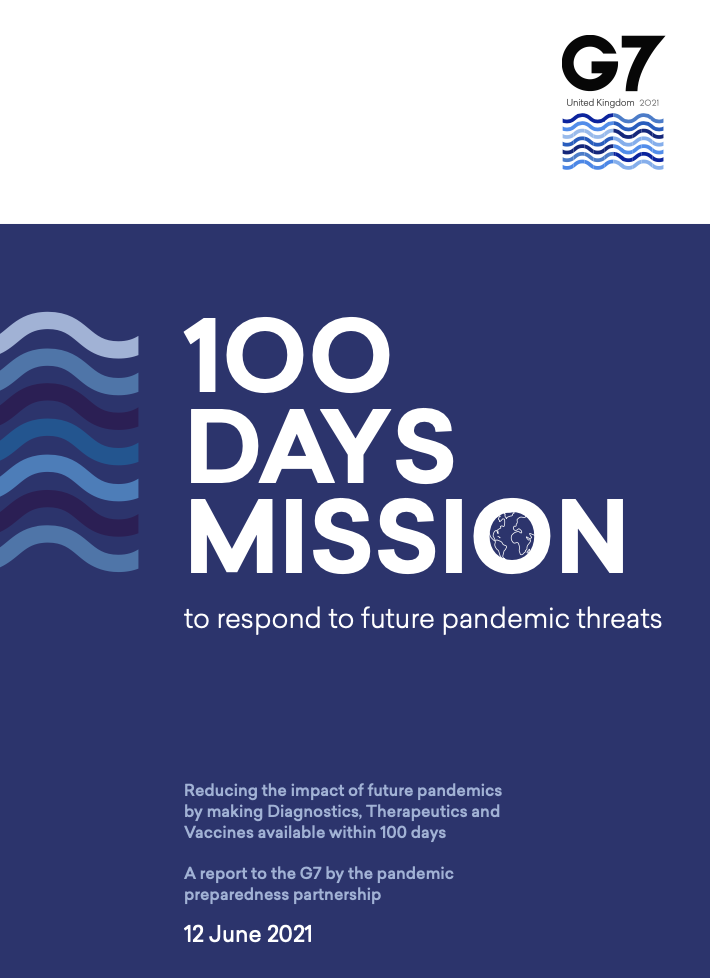 G7
United Kingdom 2021
100
DAYS
MISSION
to respond to future pandemic threats
Reducing the impact of future pandemics
by making Diagnostics, Therapeutics and
Vaccines available within 100 days
A report to the G7 by the pandemic
preparedness partnership
12 June 2021